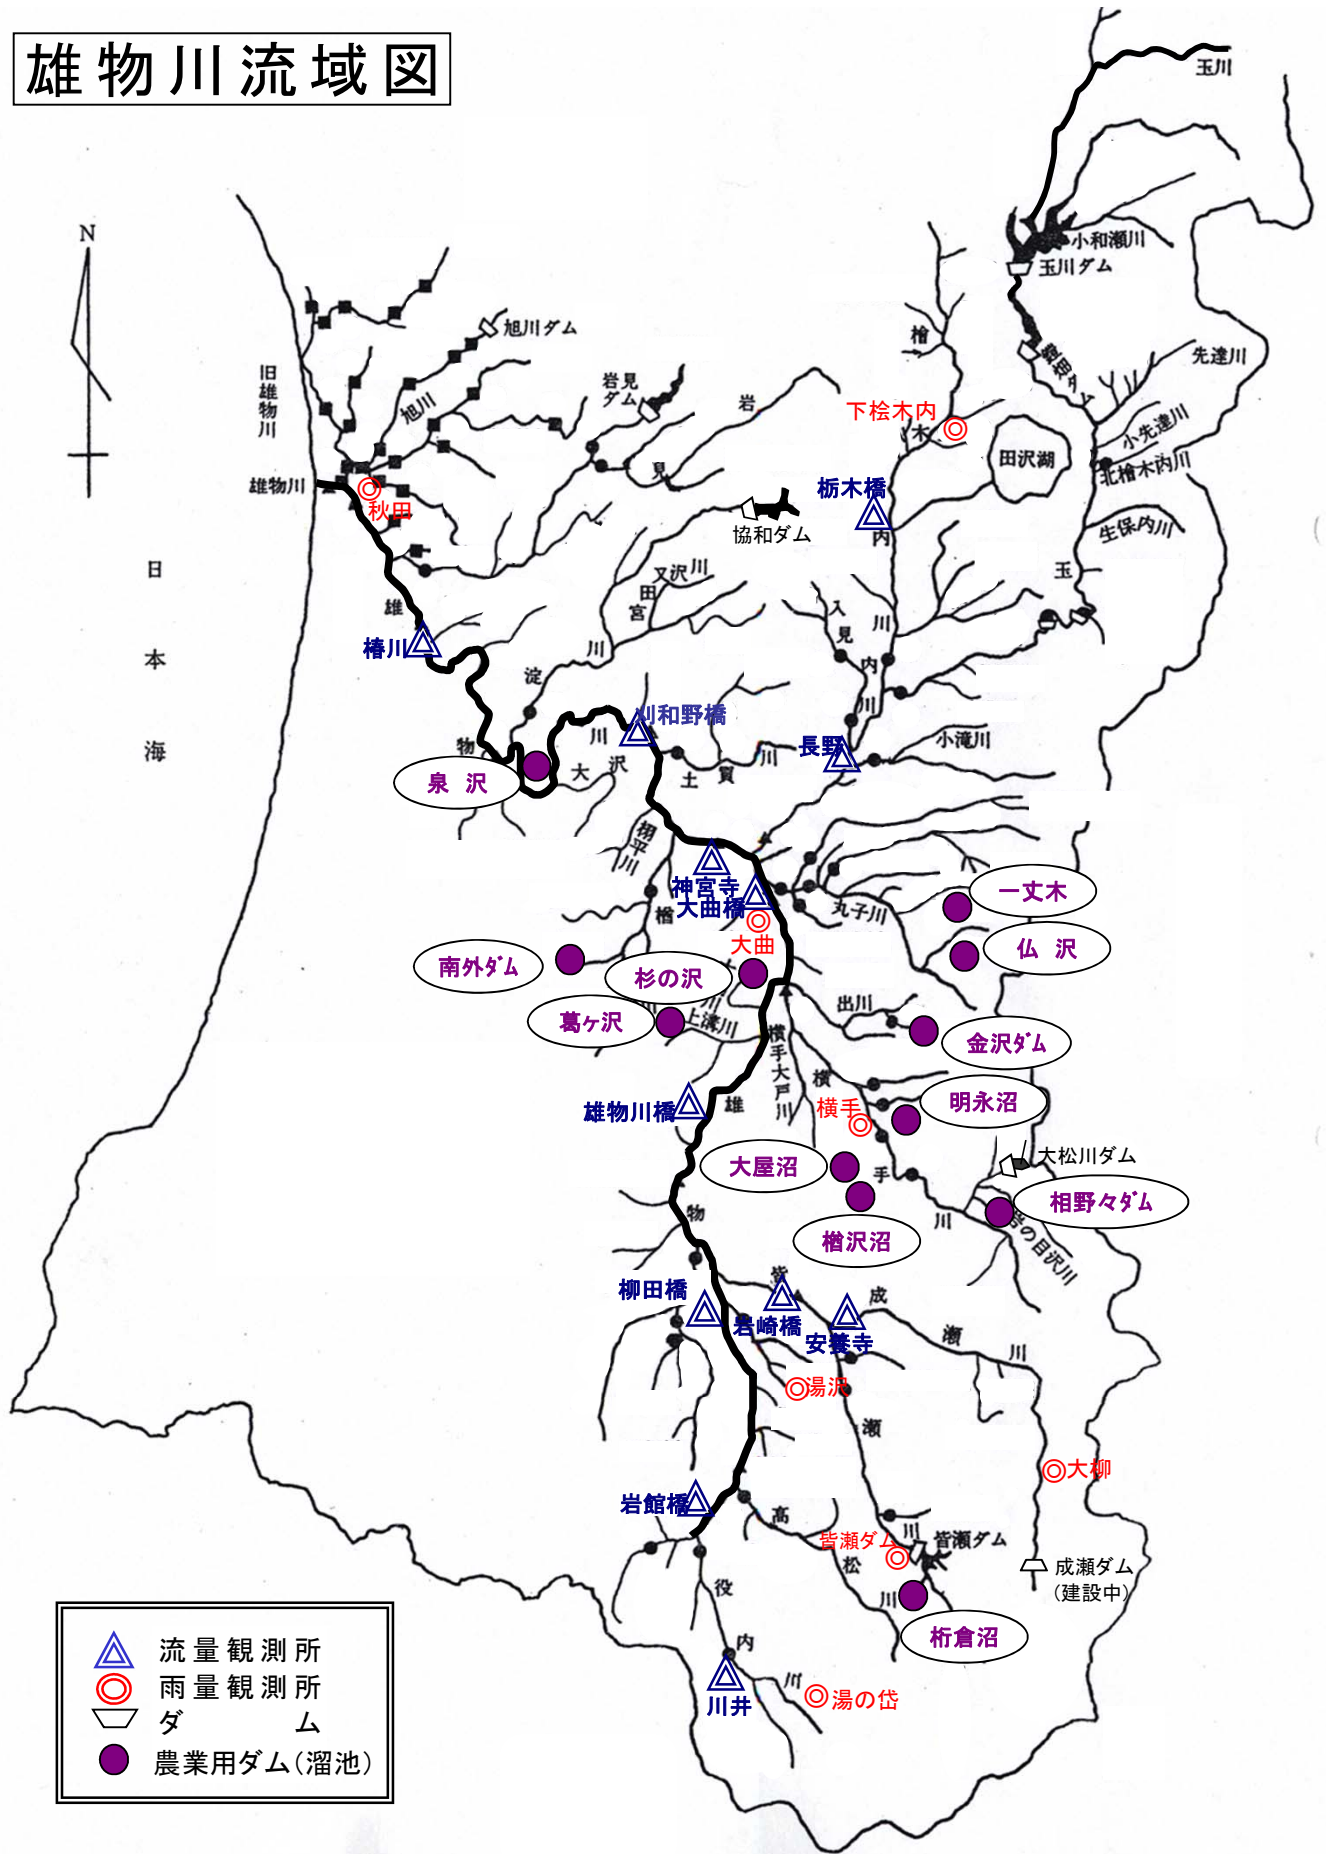 雄物川流域図
玉川
N
小和瀬川
玉川ダム
旭川ダム
鎧畑ダム
先達川
檜
旧雄物川
旭川
岩見ダム
岩
下桧木内
木
小先達川
田沢湖
見
北檜木内川
雄物川
秋田
栃木橋
協和ダム
内
生保内川
日
本
海
又沢川
田
宮
玉
雄
入
見
内
川
川
椿川
川
淀
刈和野橋
物
川
大
沢
土
賀
川
長野
小滝川
泉 沢
栩平川
神宮寺
大曲橋
丸子川
一丈木
楢
大曲
仏 沢
南外ダム
杉の沢
葛ヶ沢
川
上溝川
出川
金沢ダム
横手大戸川
横
明永沼
雄物川橋
雄
横手
大屋沼
手
大松川ダム
相野々ダム
物
川
楢沢沼
岩の目沢川
柳田橋
皆
成
岩崎橋
安養寺
瀬
川
湯沢
瀬
大柳
岩館橋
高
皆瀬ダム
川
皆瀬ダム
松
成瀬ダム
(建設中)
役
川
桁倉沼
内
川
川井
湯の岱
流量観測所
雨量観測所
ダ ム
農業用ダム(溜池)